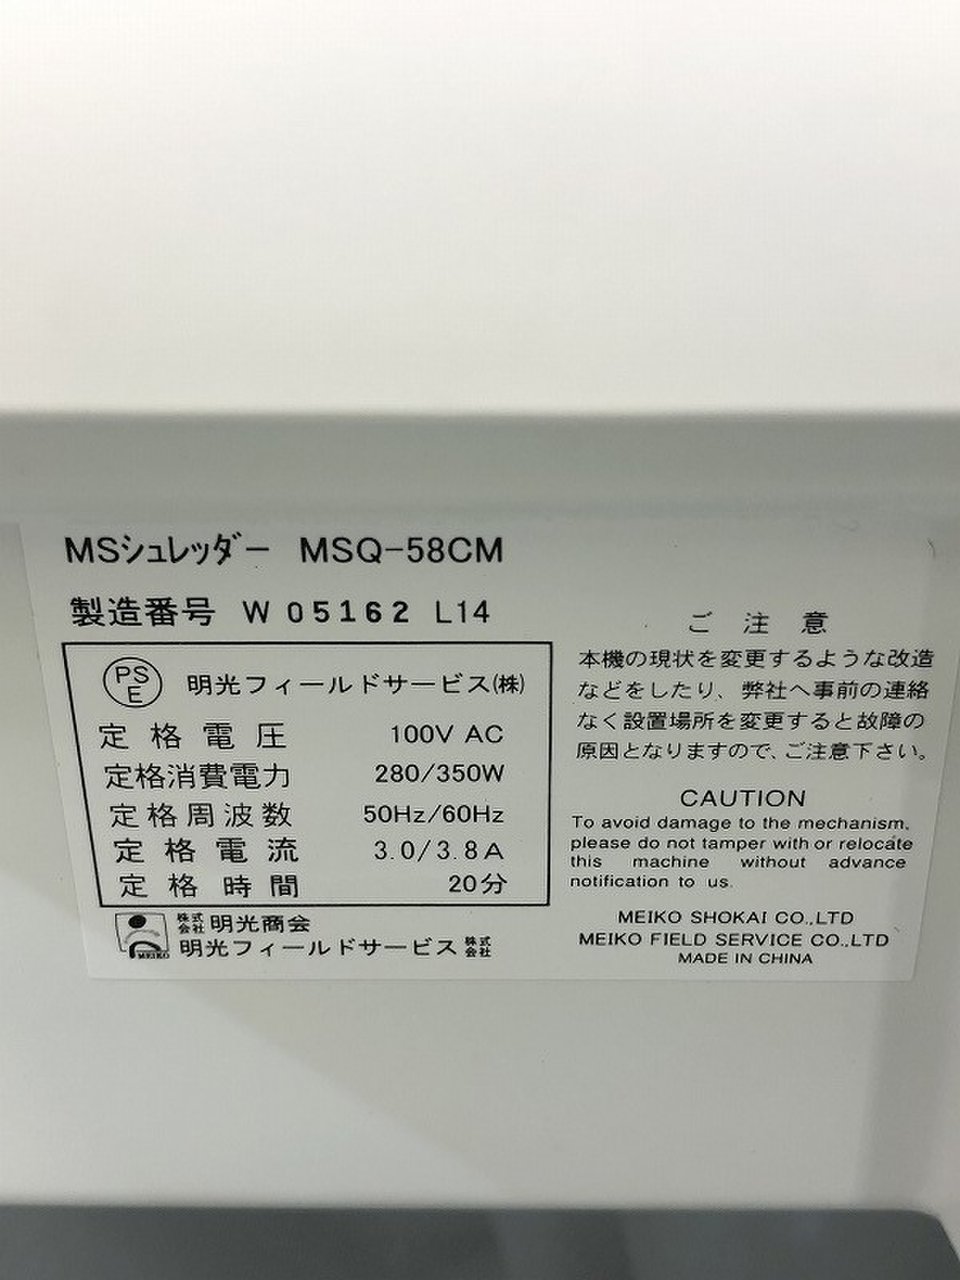 MSシュレッダー MSQ-58CM
製造番号 W 05162 L14
PSE 明光フィールドサービス(株)
定格電圧 100V AC
定格消費電力 280/350W
定格周波数 50Hz/60Hz
定格電流 3.0/3.8A
定格時間 20分
MEIKO 株式会社 明光商会
明光フィールドサービス 株式会社
ご注意
本機の現状を変更するような改造
などをしたり、弊社へ事前の連絡
なく設置場所を変更すると故障の
原因となりますので、ご注意下さい。
CAUTION
To avoid damage to the mechanism,
please do not tamper with or relocate
this machine without advance
notification to us.
MEIKO SHOKAI CO.,LTD
MEIKO FIELD SERVICE CO.,LTD
MADE IN CHINA